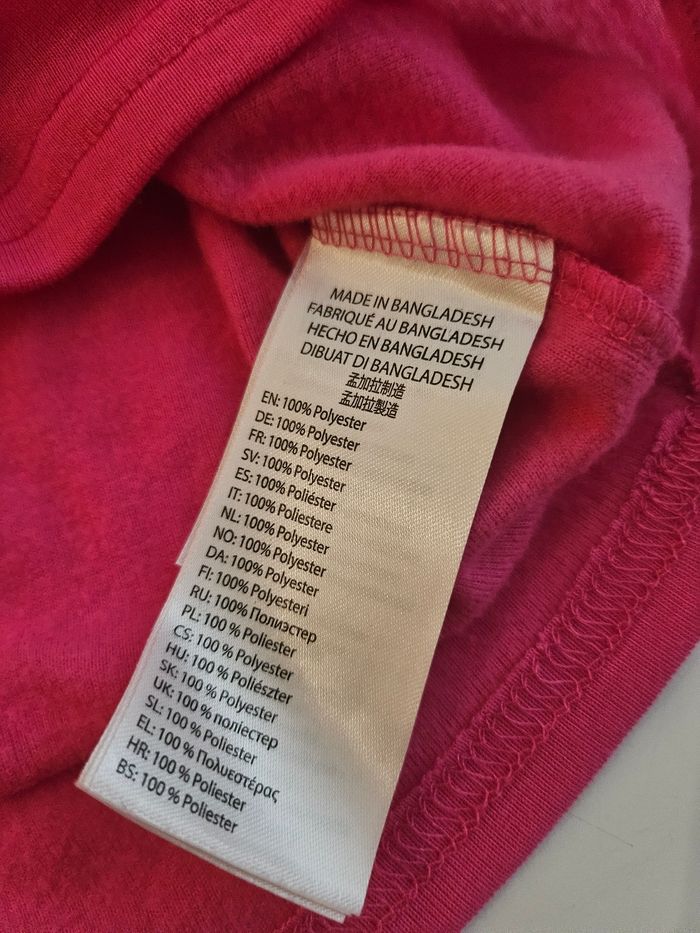 MADE IN BANGLADESH
FABRIQUÉ AU BANGLADESH
HECHO EN BANGLADESH
DIBUAT DI BANGLADESH
孟加拉制造
孟加拉製造
EN: 100% Polyester
DE: 100% Polyester
FR: 100% Polyester
SV: 100% Polyester
ES: 100% Poliéster
IT: 100% Poliestere
NL: 100% Polyester
NO: 100% Polyester
DA: 100% Polyester
FI: 100% Polyesteri
RU: 100% Полиэстер
PL: 100 % Poliester
CS: 100 % Polyester
HU: 100 % Poliészter
SK: 100 % Polyester
UK: 100 % поліестер
SL: 100 % Poliester
EL: 100 % Πολυεστέρας
HR: 100 % Poliester
BS: 100 % Poliester